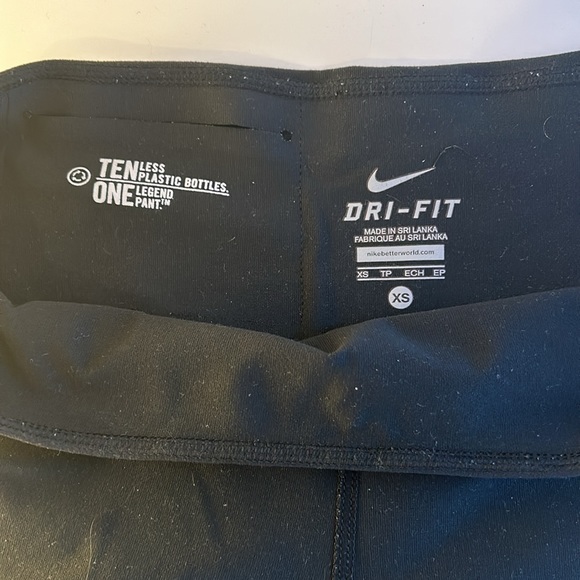 TEN LESS
PLASTIC BOTTLES.
ONE LEGEND
PANT.™
DRI-FIT
MADE IN SRI LANKA
FABRIQUE AU SRI LANKA
nikebetterworld.com
XS TP ECH EP
XS